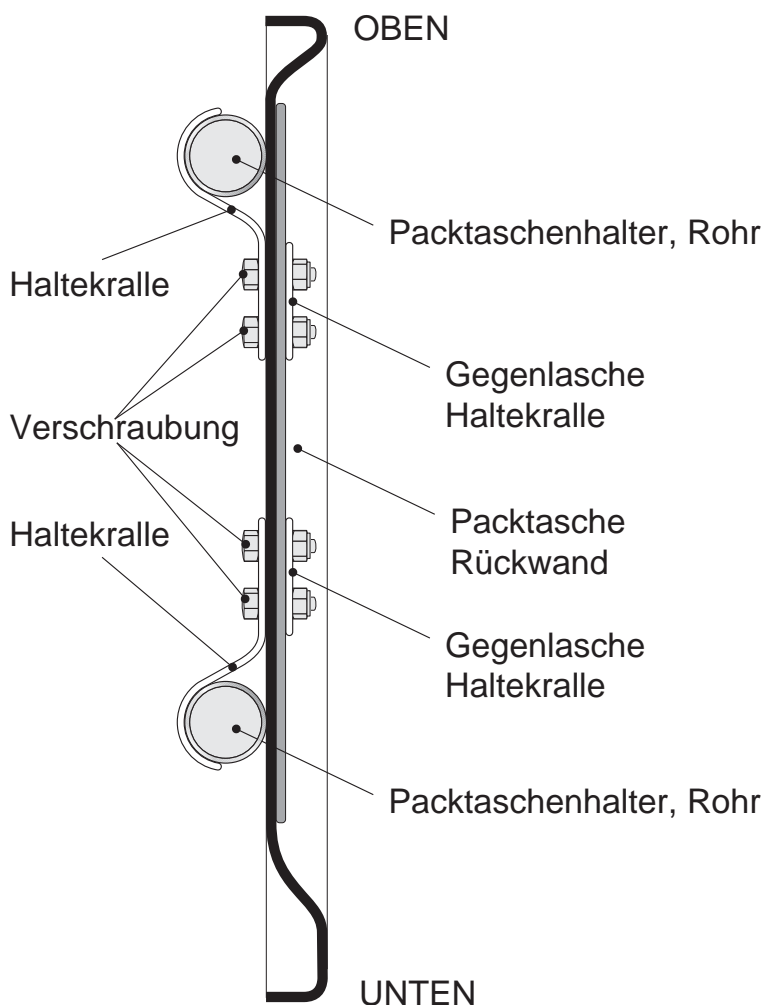 OBEN
Packtaschenhalter, Rohr
Haltekralle
Gegenlasche
Haltekralle
Verschraubung
Packtasche
Rückwand
Haltekralle
Gegenlasche
Haltekralle
Packtaschenhalter, Rohr
UNTEN